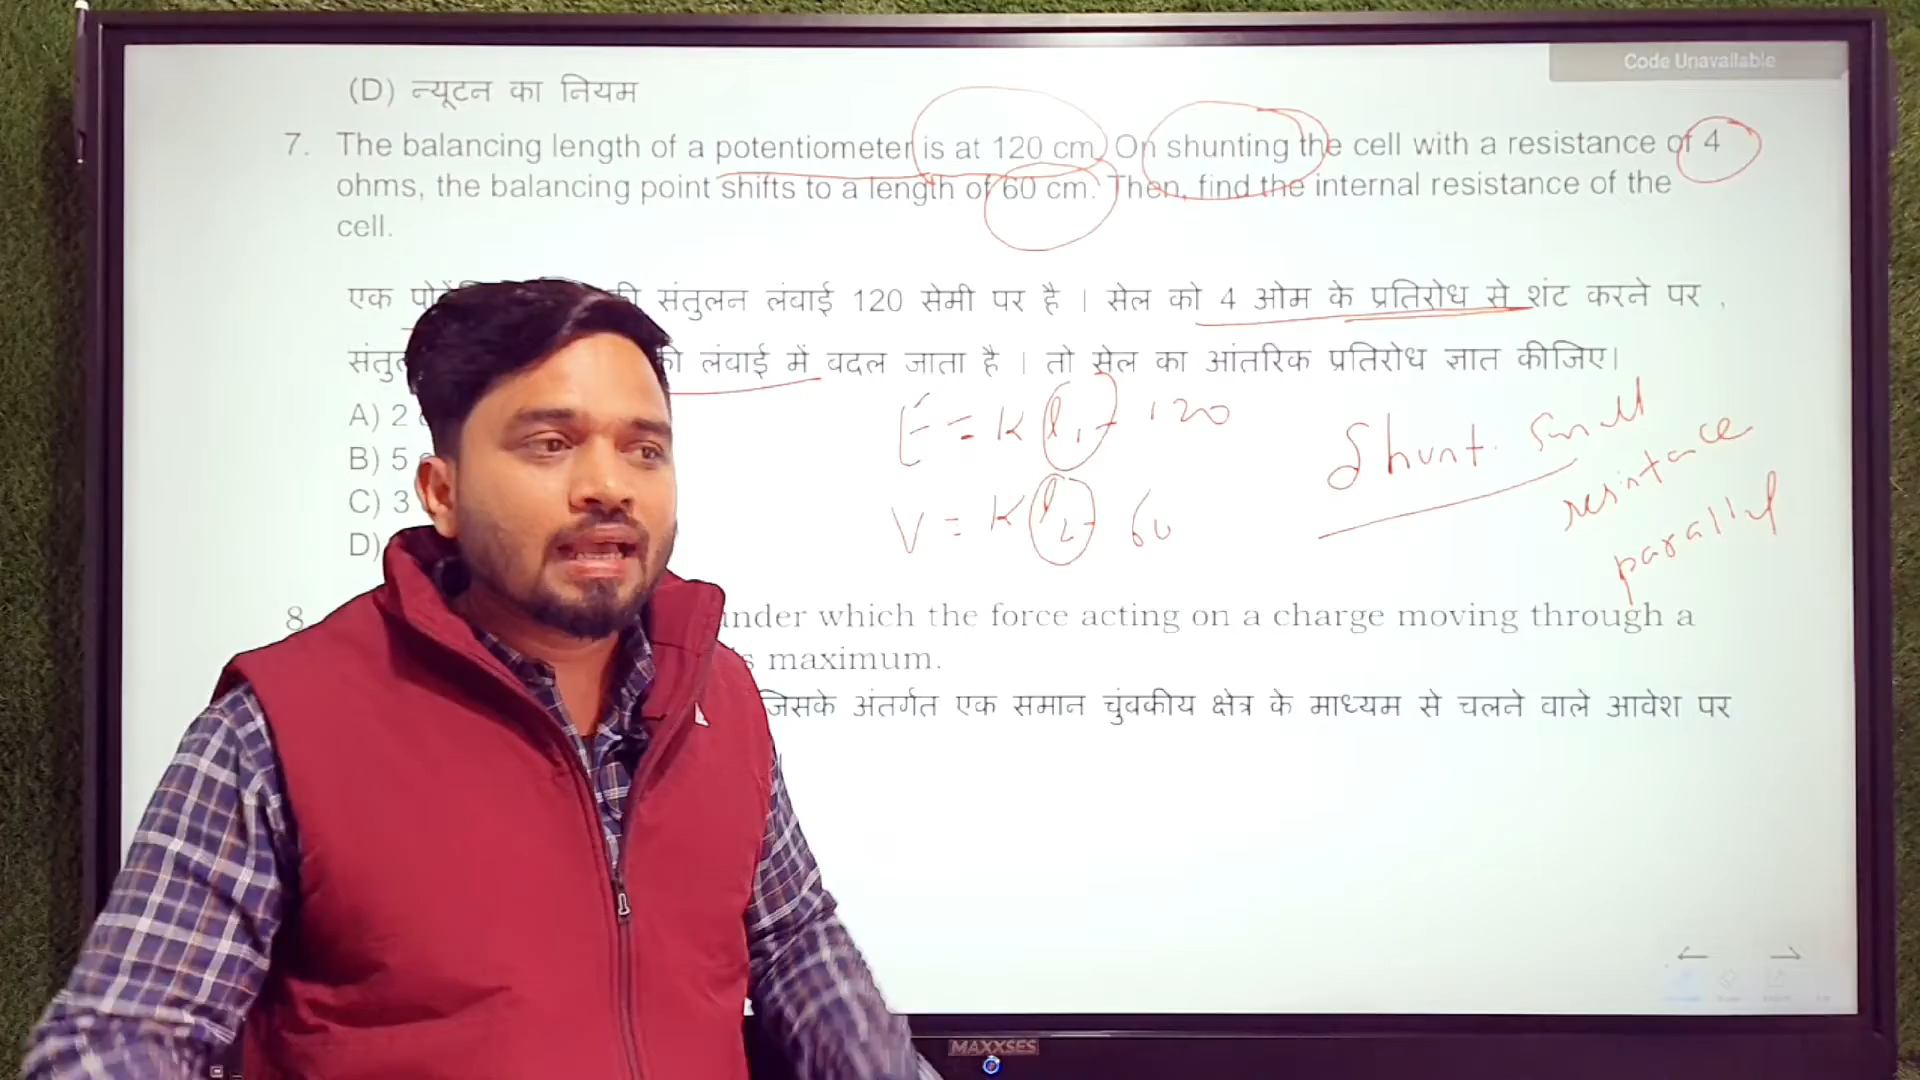 Code Unavailable
(D) न्यूटन का नियम
7. The balancing length of a potentiometer is at 120 cm. On shunting the cell with a resistance of 4
ohms, the balancing point shifts to a length of 60 cm. Then, find the internal resistance of the
cell.
एक संतुलन लंबाई 120 सेमी पर है । सेल को 4 ओम के प्रतिरोध से शंट करने पर ,
लंबाई में बदल जाता है । तो सेल का आंतरिक प्रतिरोध ज्ञात कीजिए।
A) 2
B) 5
C) 3
D)
E = K l1 - 120
V = K l2 - 60
Shunt. Small
resistance
parallel
8. under which the force acting on a charge moving through a
maximum.
जिसके अंतर्गत एक समान चुंबकीय क्षेत्र के माध्यम से चलने वाले आवेश पर
MAXXSES